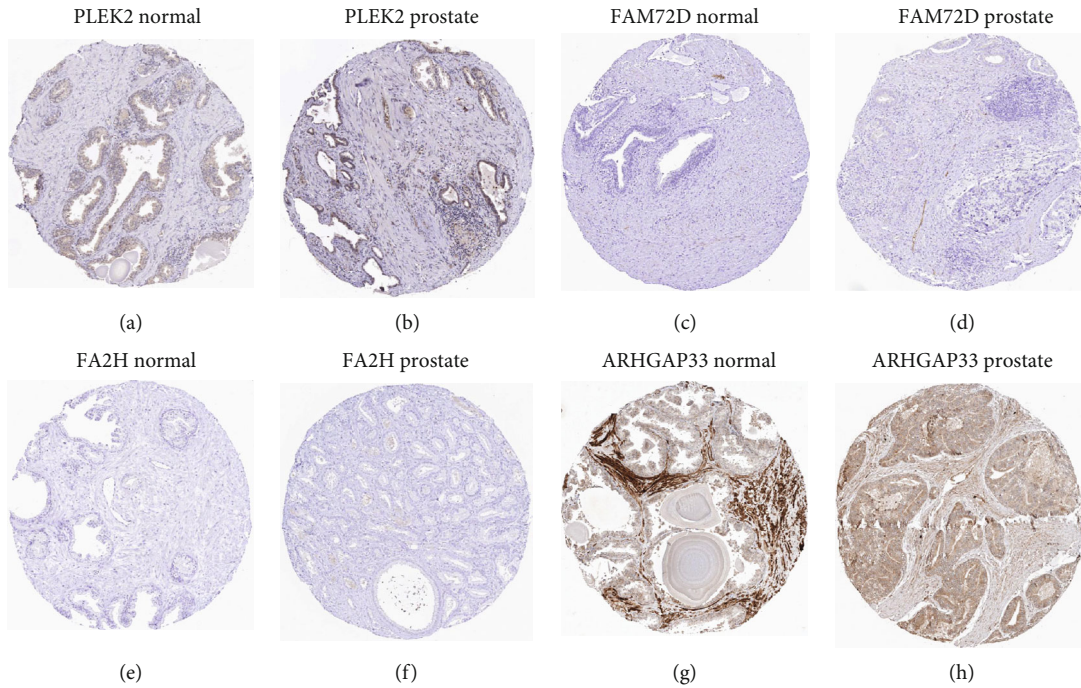 PLEK2 normal
PLEK2 prostate
FAM72D normal
FAM72D prostate
(a)
(b)
(c)
(d)
FA2H normal
FA2H prostate
ARHGAP33 normal
ARHGAP33 prostate
(e)
(f)
(g)
(h)